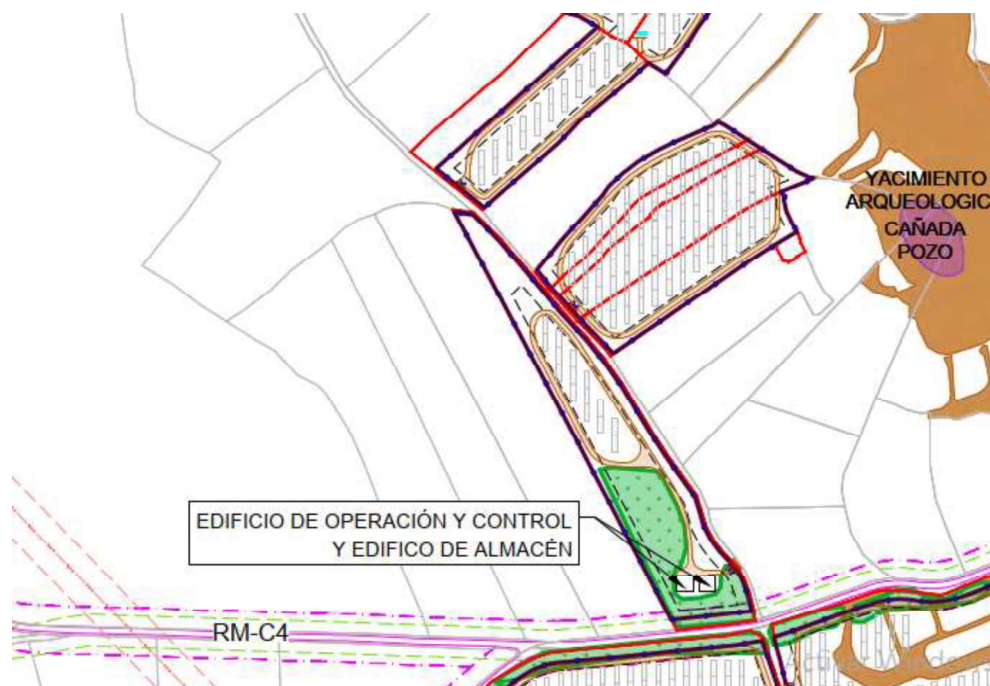 YACIMIENTO
ARQUEOLOGIC
CAÑADA
POZO
EDIFICIO DE OPERACIÓN Y CONTROL
Y EDIFICO DE ALMACÉN
RM-C4